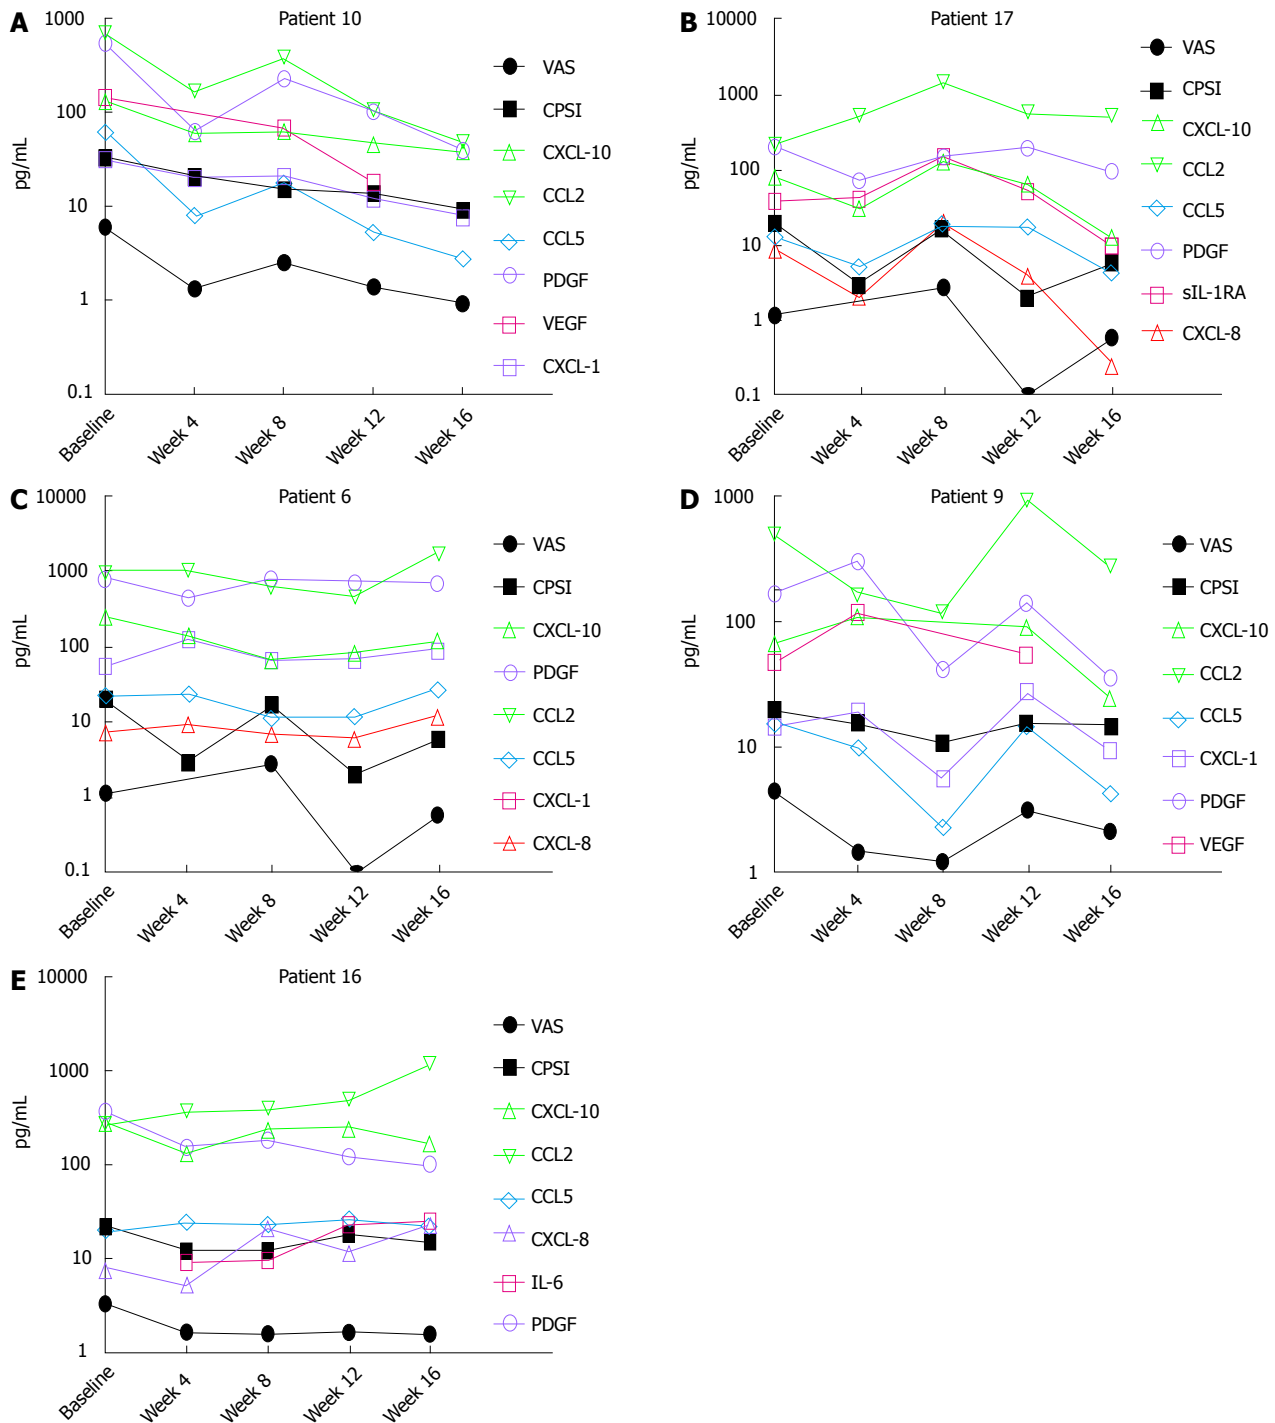 A
Patient 10
1000
100
10
1
0.1
pg/mL
Baseline
Week 4
Week 8
Week 12
Week 16
VAS
CPSI
CXCL-10
CCL2
CCL5
PDGF
VEGF
CXCL-1
B
Patient 17
10000
1000
100
10
1
0.1
pg/mL
Baseline
Week 4
Week 8
Week 12
Week 16
VAS
CPSI
CXCL-10
CCL2
CCL5
PDGF
sIL-1RA
CXCL-8
C
Patient 6
10000
1000
100
10
1
0.1
pg/mL
Baseline
Week 4
Week 8
Week 12
Week 16
VAS
CPSI
CXCL-10
PDGF
CCL2
CCL5
CXCL-1
CXCL-8
D
Patient 9
1000
100
10
1
pg/mL
Baseline
Week 4
Week 8
Week 12
Week 16
VAS
CPSI
CXCL-10
CCL2
CCL5
CXCL-1
PDGF
VEGF
E
Patient 16
10000
1000
100
10
1
pg/mL
Baseline
Week 4
Week 8
Week 12
Week 16
VAS
CPSI
CXCL-10
CCL2
CCL5
CXCL-8
IL-6
PDGF